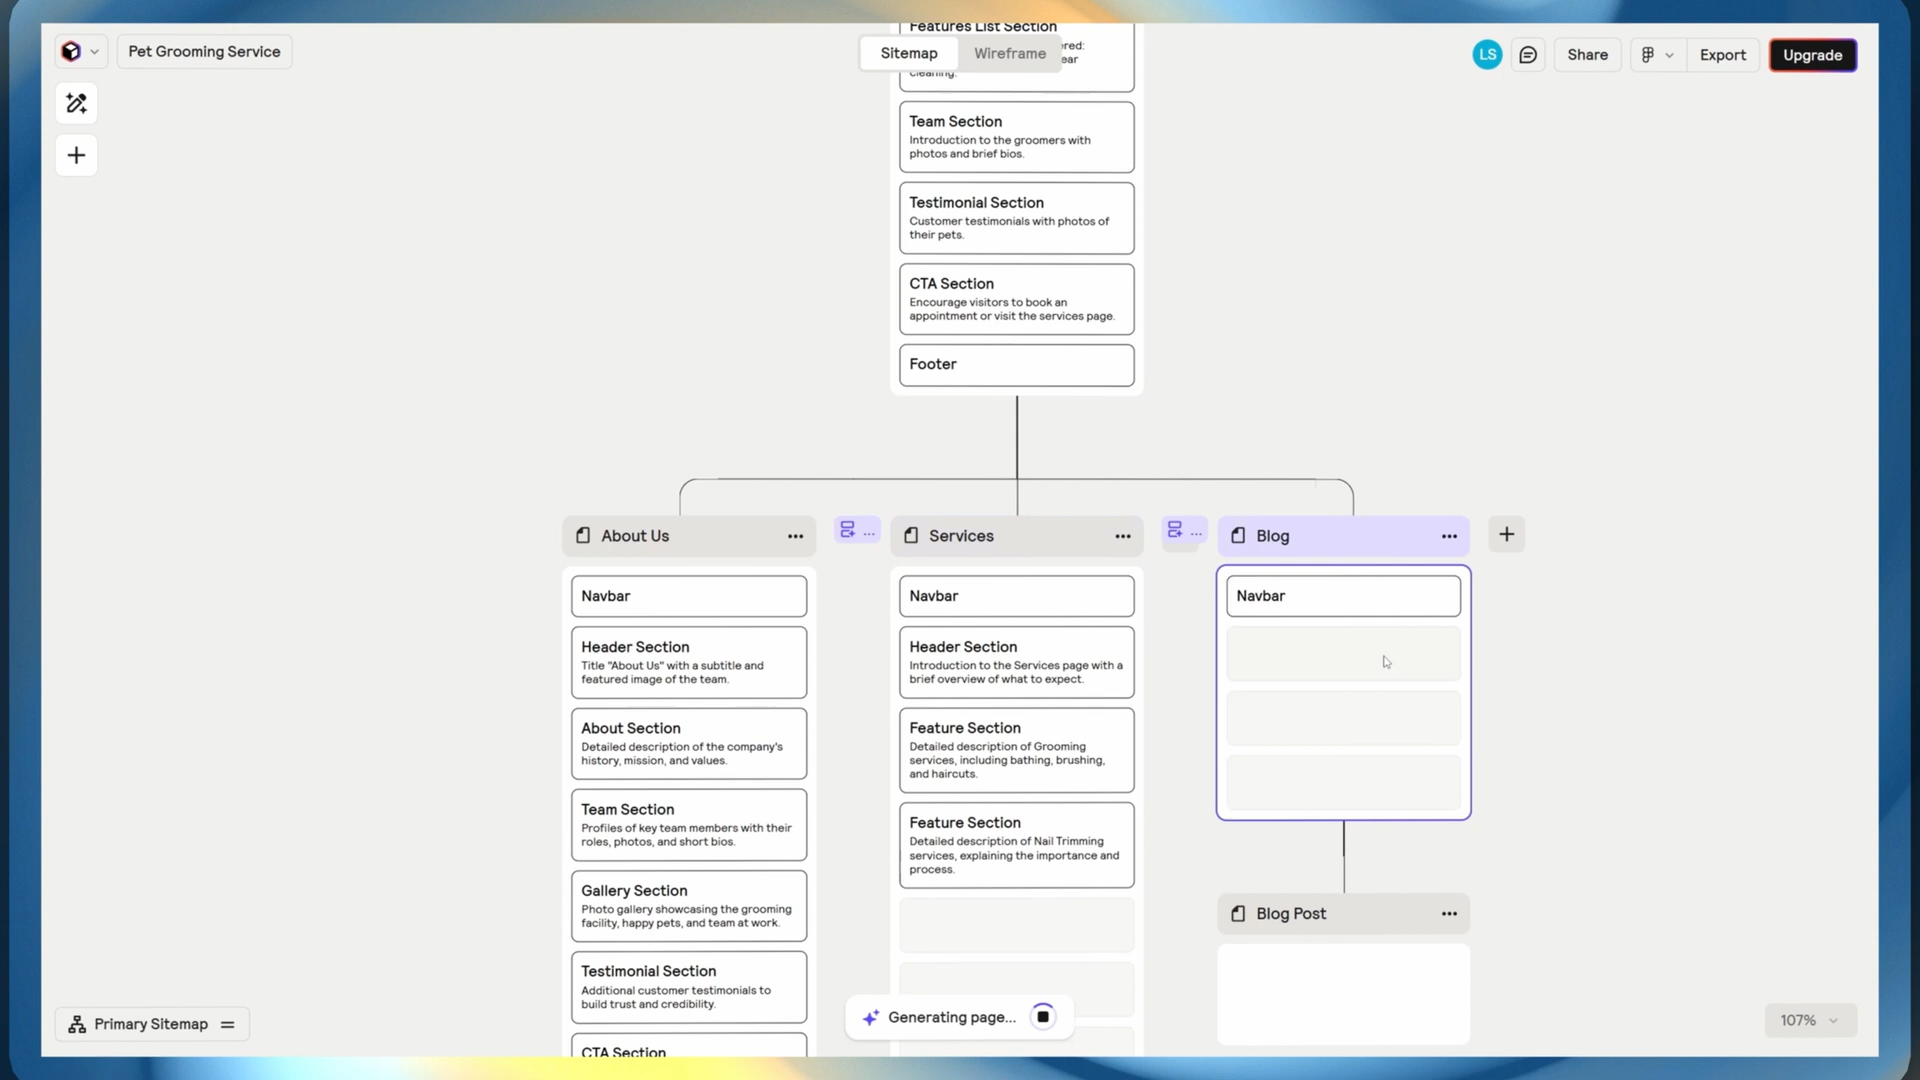 Pet Grooming Service
Sitemap
Wireframe
LS
Share
Export
Upgrade
Features List Section
red:
ear
cleaning.
Team Section
Introduction to the groomers with
photos and brief bios.
Testimonial Section
Customer testimonials with photos of
their pets.
CTA Section
Encourage visitors to book an
appointment or visit the services page.
Footer
About Us
Navbar
Header Section
Title "About Us" with a subtitle and
featured image of the team.
About Section
Detailed description of the company's
history, mission, and values.
Team Section
Profiles of key team members with their
roles, photos, and short bios.
Gallery Section
Photo gallery showcasing the grooming
facility, happy pets, and team at work.
Testimonial Section
Additional customer testimonials to
build trust and credibility.
CTA Section
Services
Navbar
Header Section
Introduction to the Services page with a
brief overview of what to expect.
Feature Section
Detailed description of Grooming
services, including bathing, brushing,
and haircuts.
Feature Section
Detailed description of Nail Trimming
services, explaining the importance and
process.
Blog
Navbar
Blog Post
Generating page...
Primary Sitemap
107%